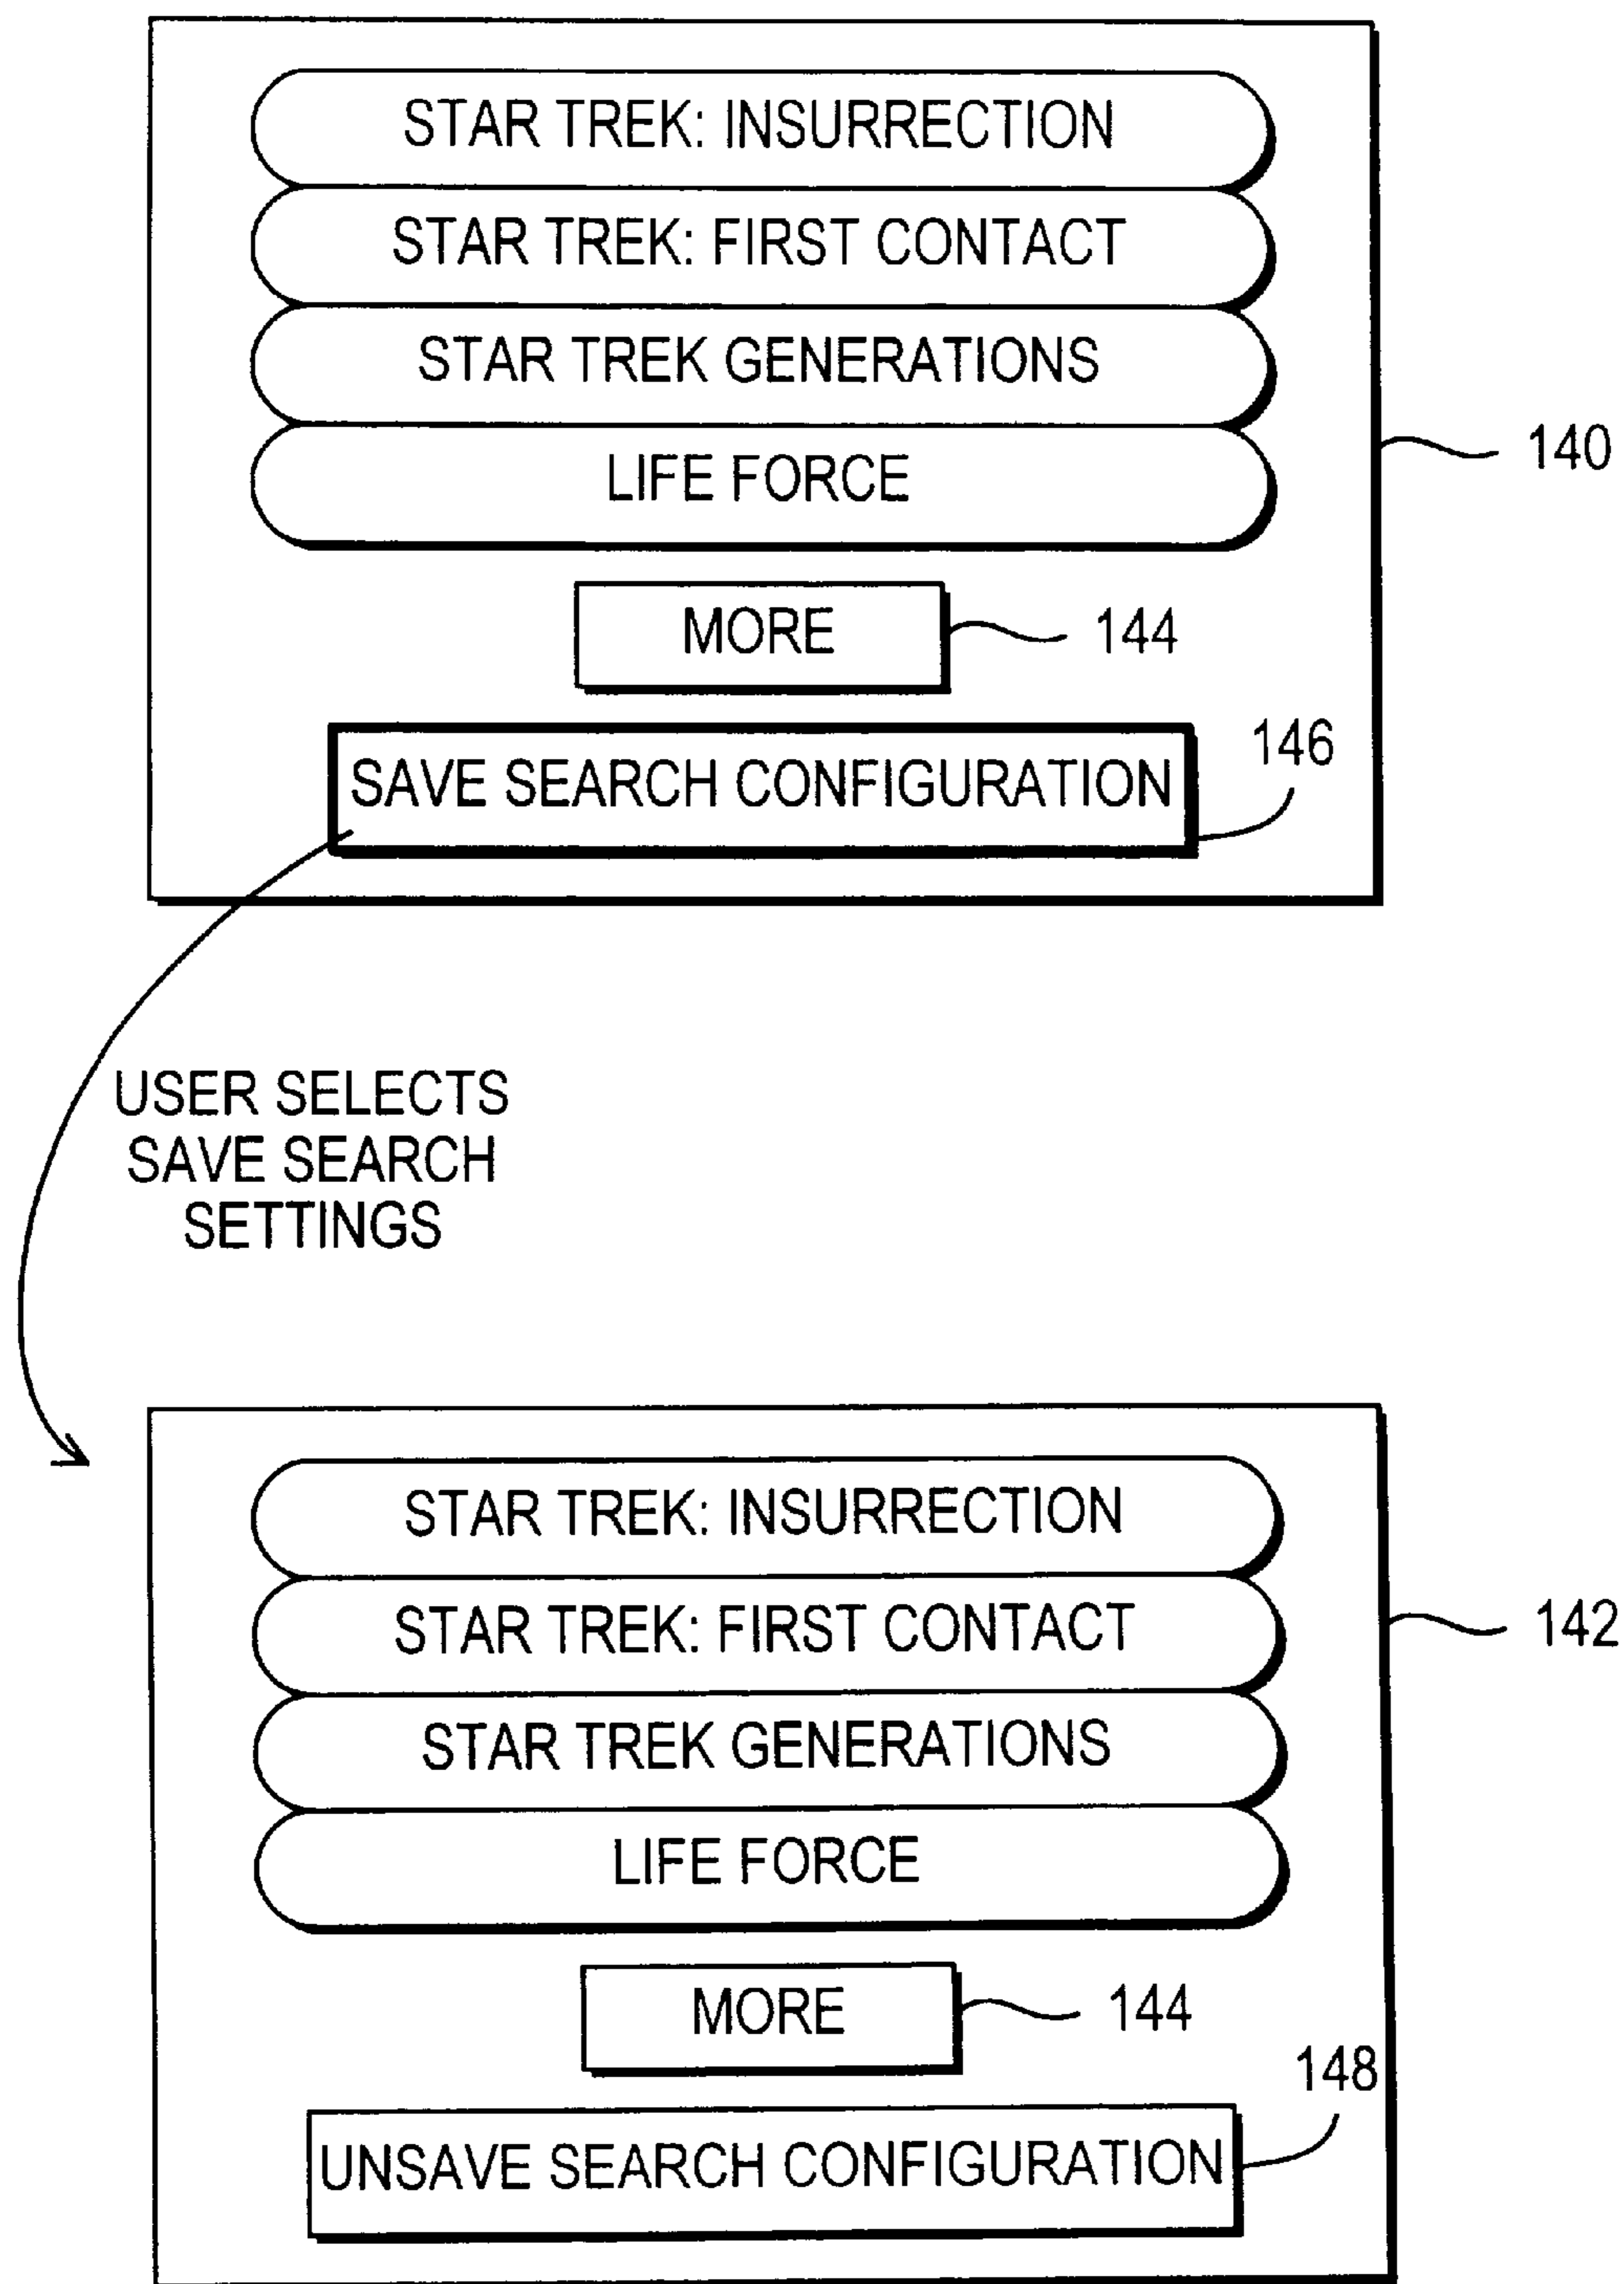 STAR TREK: INSURRECTION
STAR TREK: FIRST CONTACT
STAR TREK GENERATIONS
LIFE FORCE
140
MORE
144
146
SAVE SEARCH CONFIGURATION
USER SELECTS
SAVE SEARCH
SETTINGS
STAR TREK: INSURRECTION
STAR TREK: FIRST CONTACT
142
STAR TREK GENERATIONS
LIFE FORCE
MORE
144
148
UNSAVE SEARCH CONFIGURATION